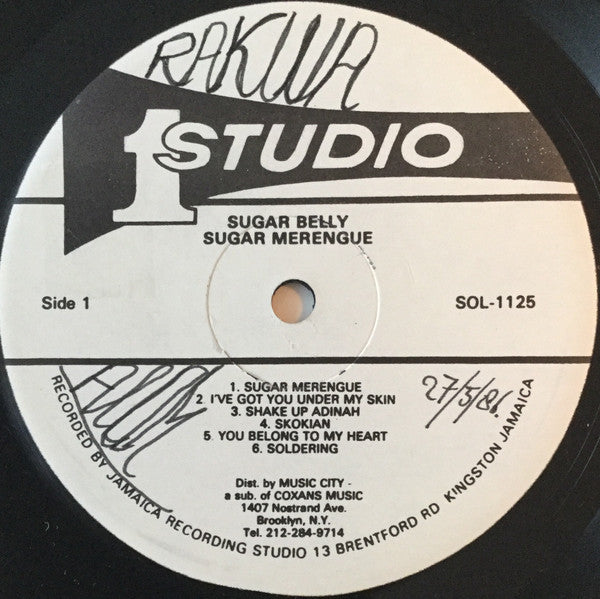 RAKWA
STUDIO 1
SUGAR BELLY
SUGAR MERENGUE
Side 1
SOL-1125
1. SUGAR MERENGUE
2. I'VE GOT YOU UNDER MY SKIN
3. SHAKE UP ADINAH
4. SKOKIAN
5. YOU BELONG TO MY HEART
6. SOLDERING
27/5/86.
Dist. by MUSIC CITY -
a sub. of COXANS MUSIC
1407 Nostrand Ave.
Brooklyn, N.Y.
Tel. 212-284-9714
RECORDED BY JAMAICA RECORDING STUDIO 13 BRENTFORD RD KINGSTON JAMAICA